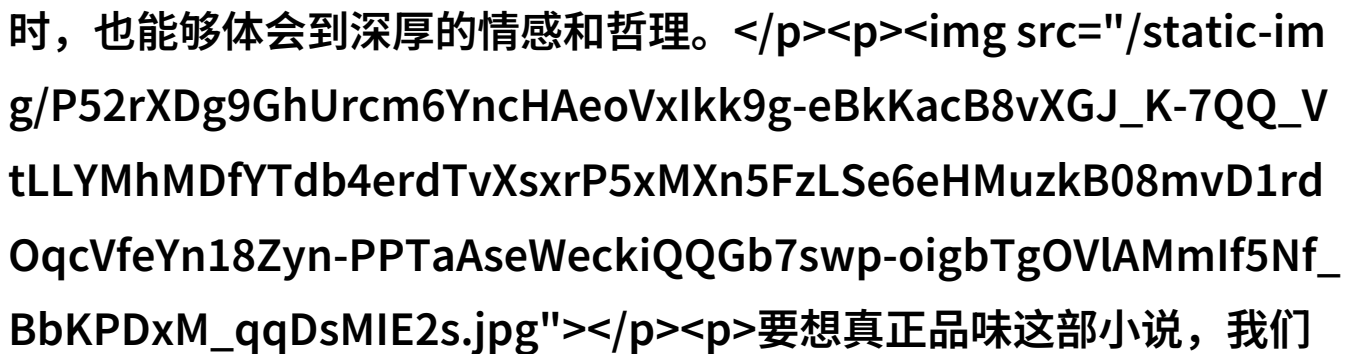 时，也能够体会到深厚的情感和哲理。</p><p><img src="/static-im
g/P52rXDg9GhUrcm6YncHAeoVxIkk9g-eBkKacB8vXGJ_K-7QQ_V
tLLYMhMDfYTdb4erdTvXsxrP5xMXn5FzLSe6eHMuzkB08mvD1rd
OqcVfeYn18Zyn-PPTaAseWeckiQQGb7swp-oigbTgOVlAMmIf5Nf_
BbKPDxM_qqDsMIE2s.jpg"></p><p>要想真正品味这部小说，我们